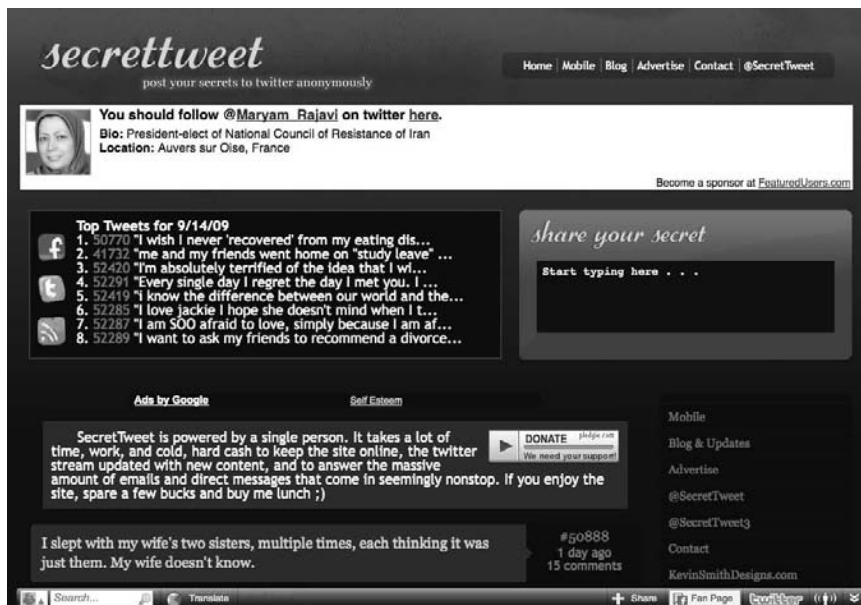 secrettweet
post your secrets to twitter anonymously
Home | Mobile | Blog | Advertise | Contact | @SecretTweet
You should follow @Maryam_Rajavi on twitter here.
Bio: President-elect of National Council of Resistance of Iran
Location: Auvers sur Oise, France
Become a sponsor at FeaturedUsers.com
Top Tweets for 9/14/09
1. 50770 "I wish I never 'recovered' from my eating dis...
2. 41732 "me and my friends went home on "study leave" ...
3. 52420 "I'm absolutely terrified of the idea that I wi...
4. 52291 "Every single day I regret the day I met you. I ...
5. 52419 "i know the difference between our world and the...
6. 52285 "I love jackie I hope she doesn't mind when I t...
7. 52287 "I am SOO afraid to love, simply because I am af...
8. 52289 "I want to ask my friends to recommend a divorce...
share your secret
Start typing here . . .
Ads by Google
Self Esteem
SecretTweet is powered by a single person. It takes a lot of
time, work, and cold, hard cash to keep the site online, the twitter
stream updated with new content, and to answer the massive
amount of emails and direct messages that come in seemingly nonstop. If you enjoy the
site, spare a few bucks and buy me lunch ;)
DONATE pledgie.com
We need your support!
I slept with my wife's two sisters, multiple times, each thinking it was
just them. My wife doesn't know.
#50888
1 day ago
15 comments
Mobile
Blog & Updates
Advertise
@SecretTweet
@SecretTweet3
Contact
KevinSmithDesigns.com
Search...
Translate
Share
Fan Page
twitter